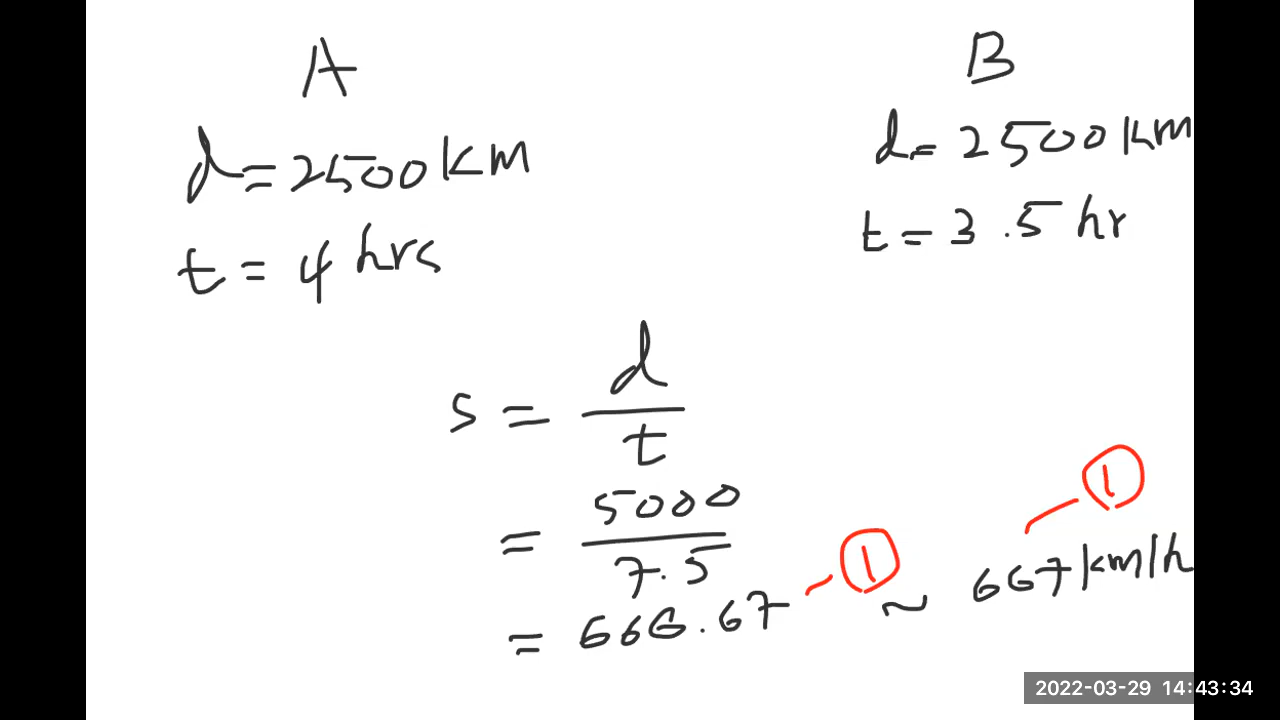 A
d = 2500 km
t = 4 hrs
B
d = 2500 km
t = 3.5 hr
s = d/t
= 5000/7.5
= 666.67 ① ~ 667 km/h ①
2022-03-29 14:43:34